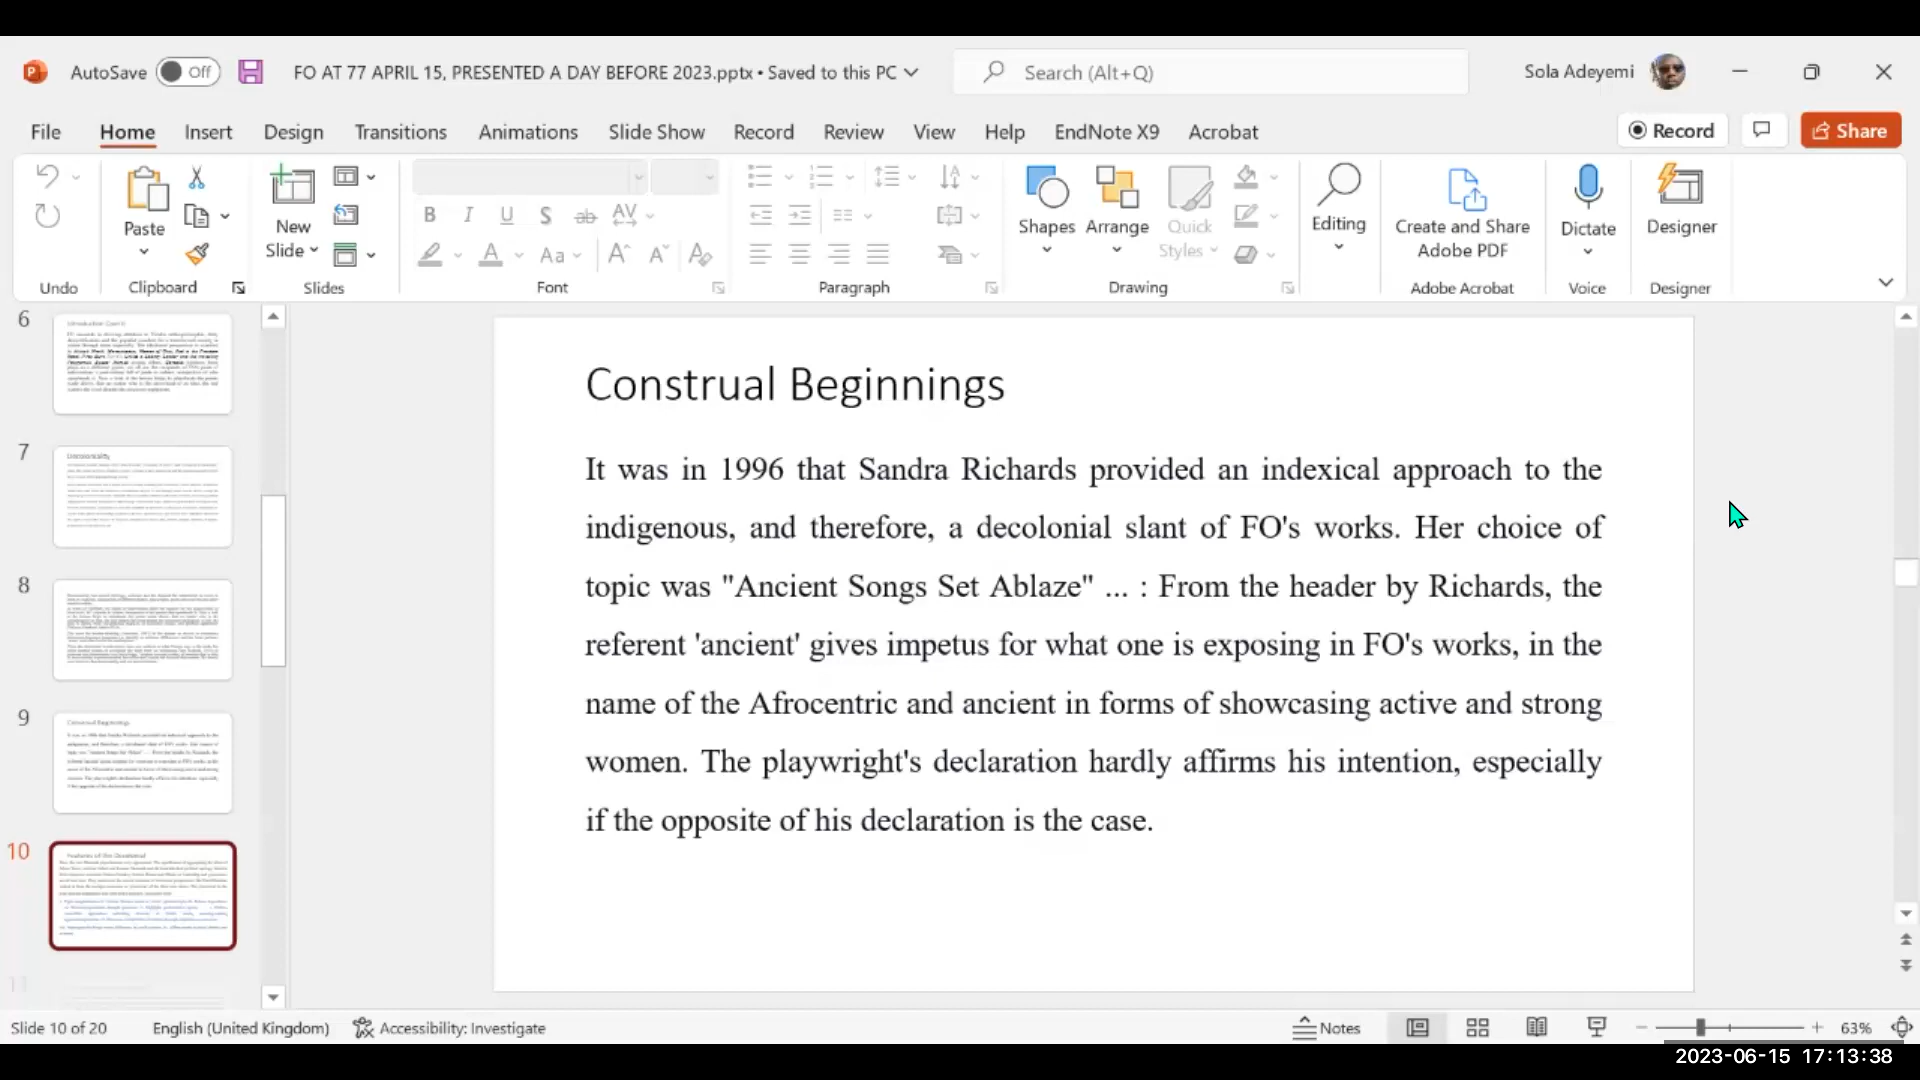 AutoSave Off FO AT 77 APRIL 15, PRESENTED A DAY BEFORE 2023.pptx • Saved to this PC Search (Alt+Q) Sola Adeyemi
File Home Insert Design Transitions Animations Slide Show Record Review View Help EndNote X9 Acrobat Record Share
Paste New Slide Shapes Arrange Quick Styles Editing Create and Share Adobe PDF Dictate Designer
Undo Clipboard Slides Font Paragraph Drawing Adobe Acrobat Voice Designer
6
7
8
9
10
11
Construal Beginnings
It was in 1996 that Sandra Richards provided an indexical approach to the
indigenous, and therefore, a decolonial slant of FO's works. Her choice of
topic was "Ancient Songs Set Ablaze" ... : From the header by Richards, the
referent 'ancient' gives impetus for what one is exposing in FO's works, in the
name of the Afrocentric and ancient in forms of showcasing active and strong
women. The playwright's declaration hardly affirms his intention, especially
if the opposite of his declaration is the case.
Slide 10 of 20 English (United Kingdom) Accessibility: Investigate Notes 63%
2023-06-15 17:13:38